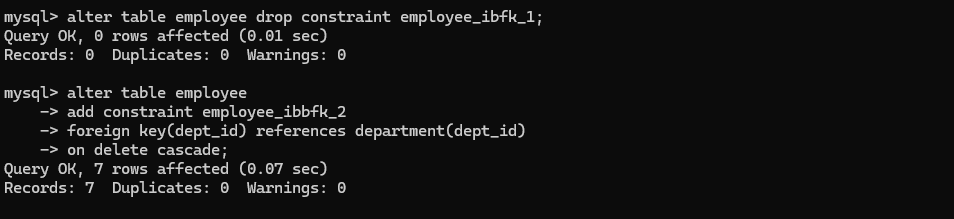 mysql> alter table employee drop constraint employee_ibfk_1;
Query OK, 0 rows affected (0.01 sec)
Records: 0  Duplicates: 0  Warnings: 0

mysql> alter table employee
    -> add constraint employee_ibbfk_2
    -> foreign key(dept_id) references department(dept_id)
    -> on delete cascade;
Query OK, 7 rows affected (0.07 sec)
Records: 7  Duplicates: 0  Warnings: 0